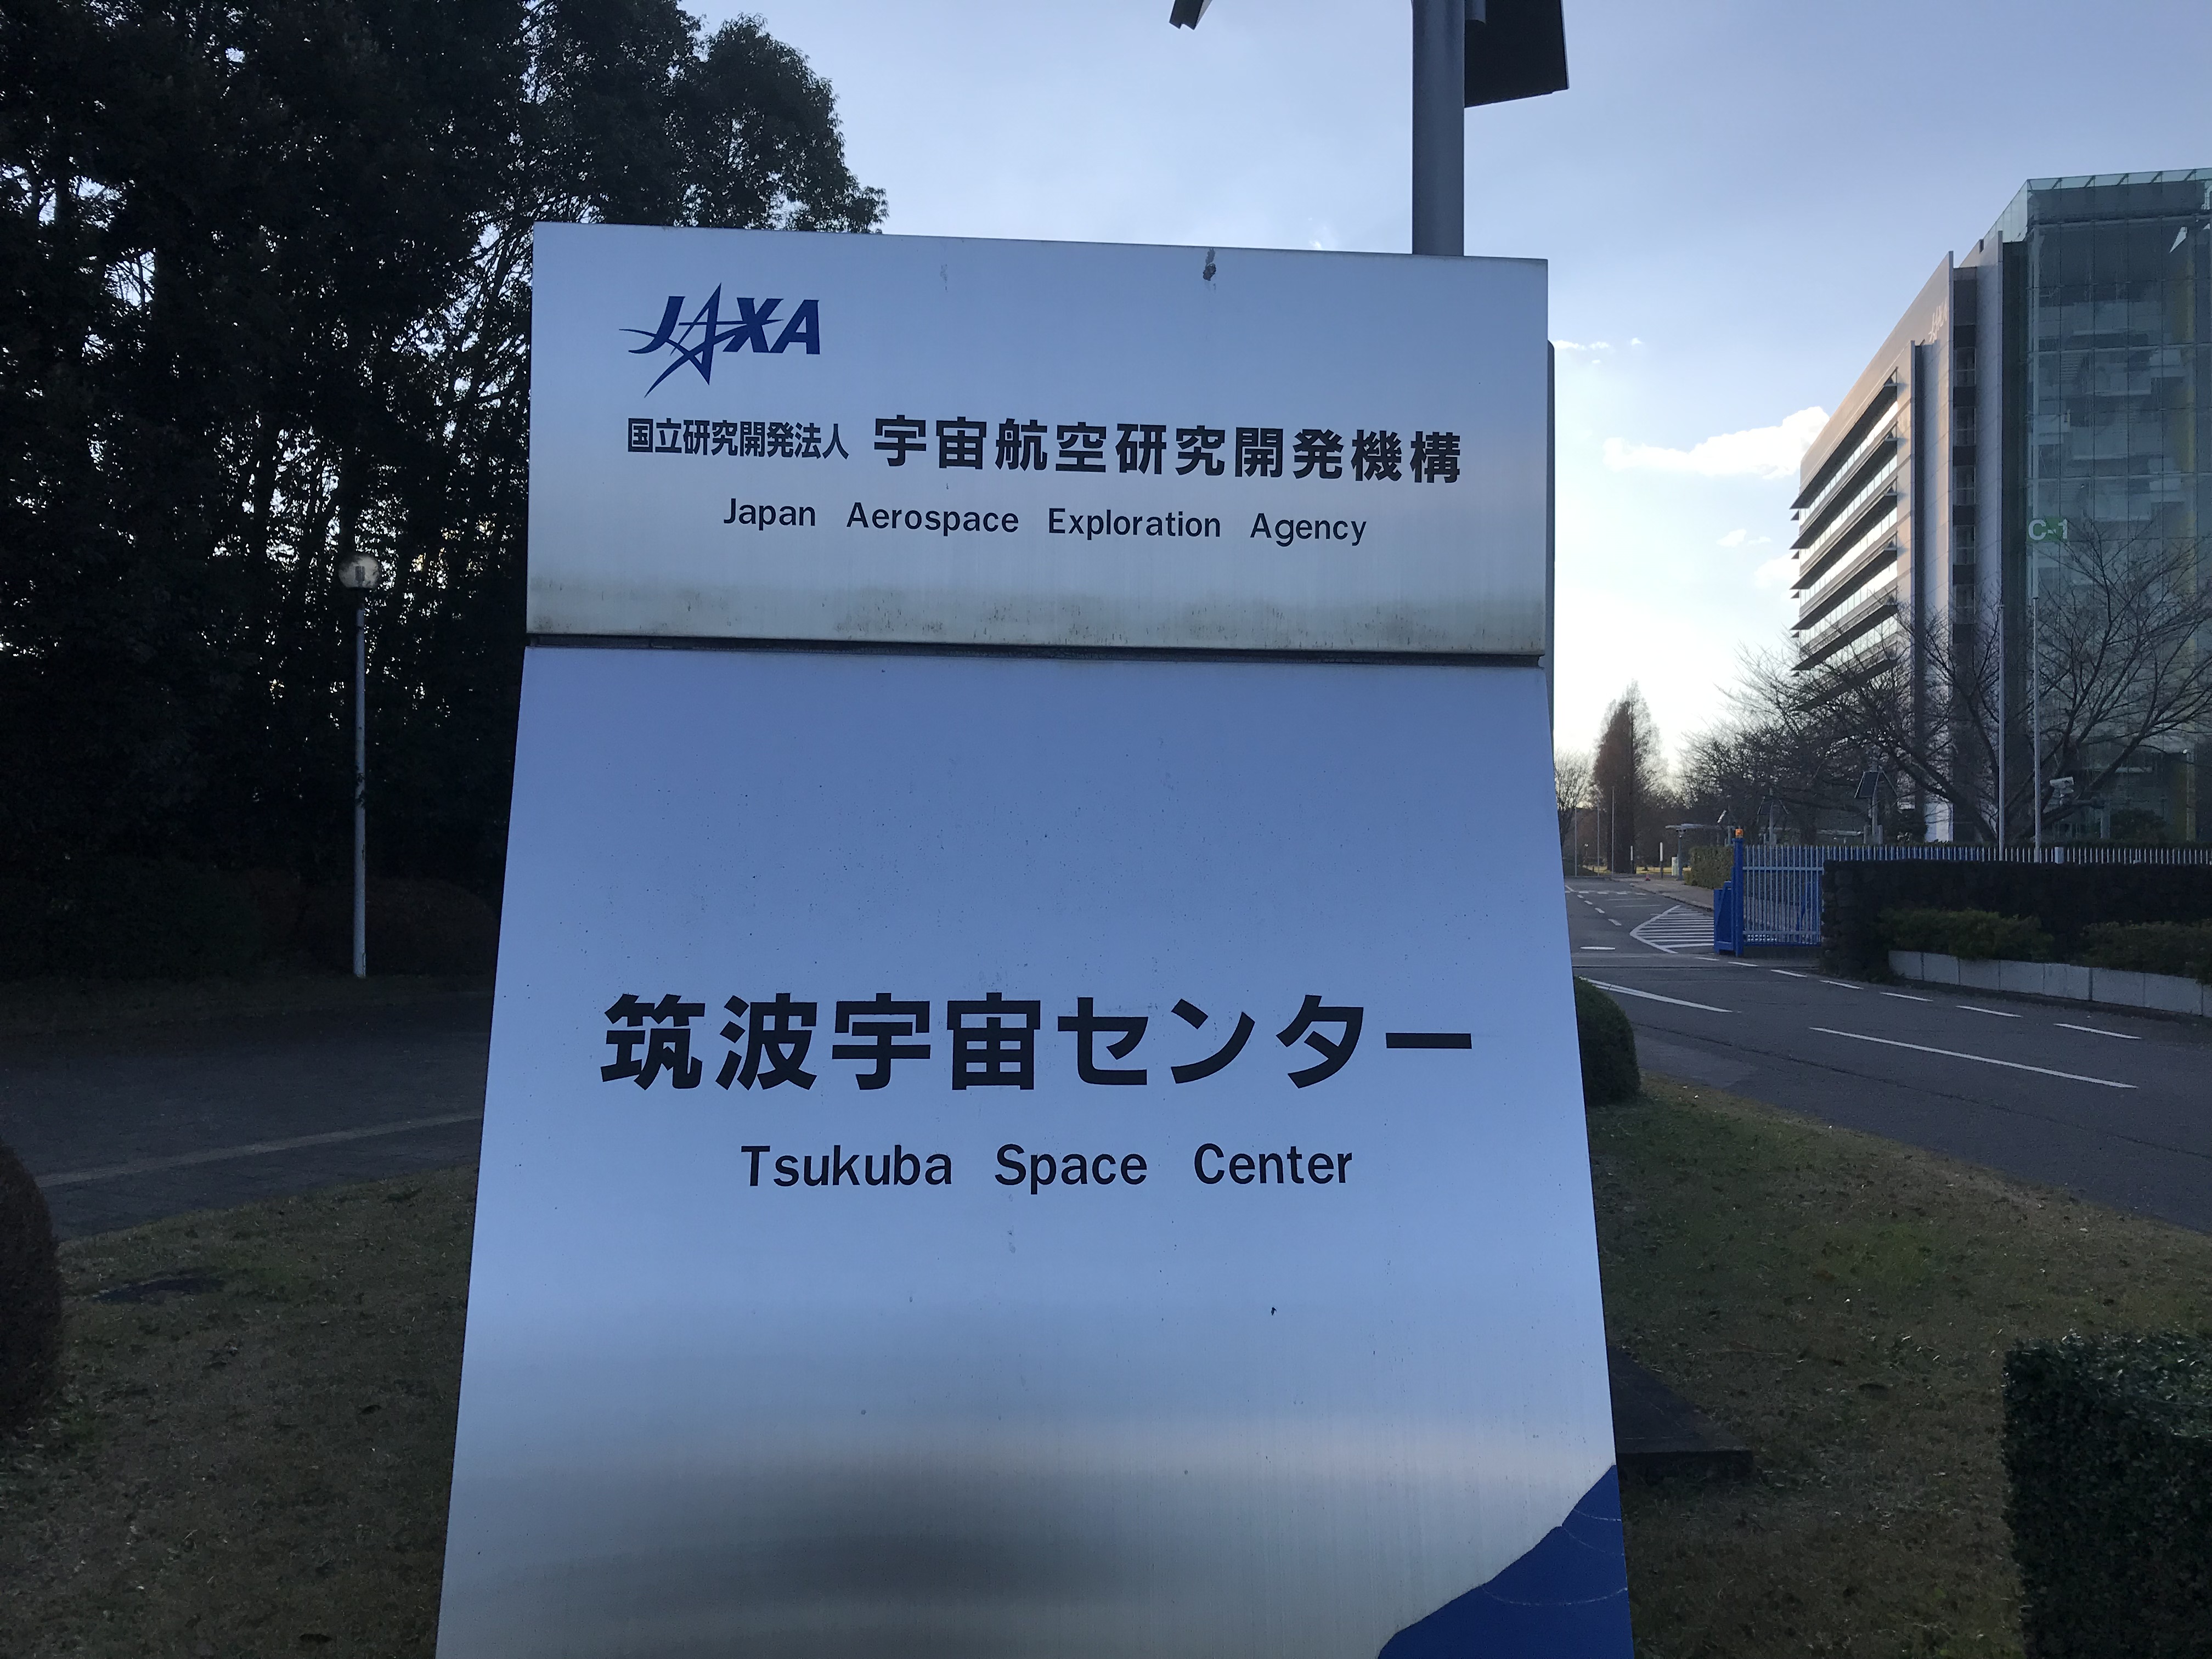 JAXA
国立研究開発法人 宇宙航空研究開発機構
Japan Aerospace Exploration Agency
筑波宇宙センター
Tsukuba Space Center
C-1